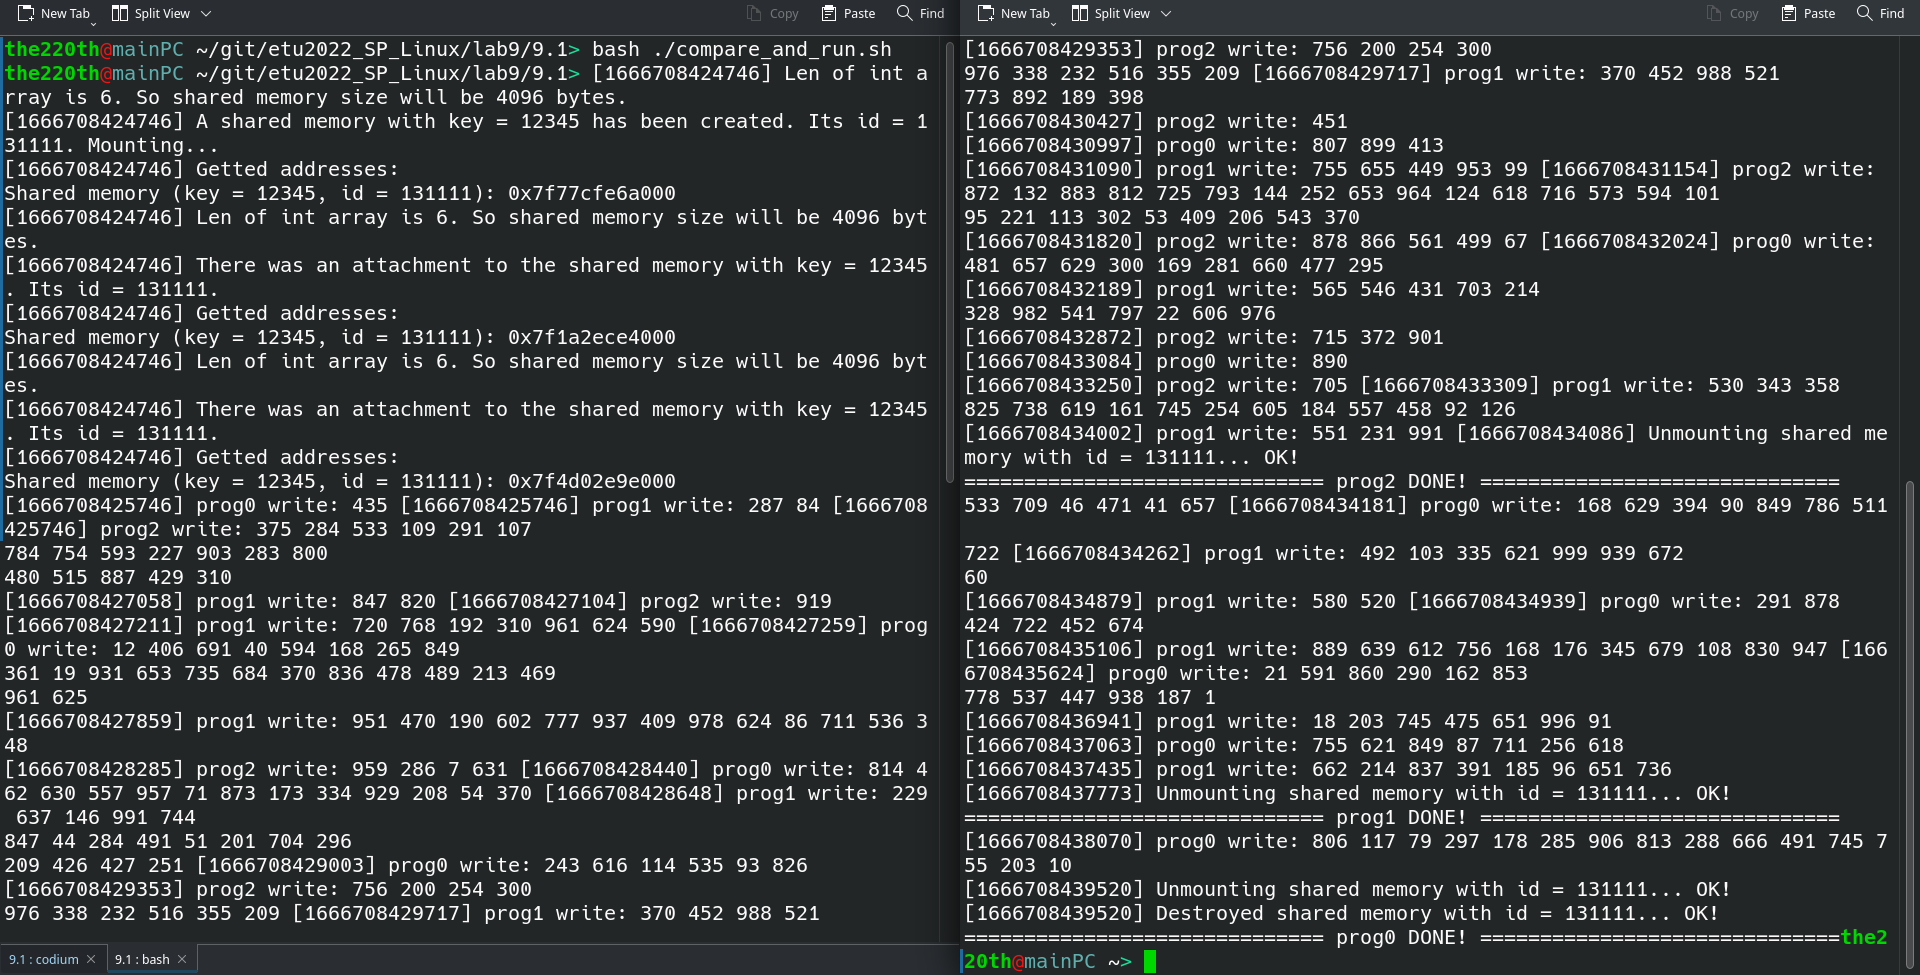 New Tab Split View Copy Paste Find
the220th@mainPC ~/git/etu2022_SP_Linux/lab9/9.1> bash ./compare_and_run.sh
the220th@mainPC ~/git/etu2022_SP_Linux/lab9/9.1> [1666708424746] Len of int a
rray is 6. So shared memory size will be 4096 bytes.
[1666708424746] A shared memory with key = 12345 has been created. Its id = 1
31111. Mounting...
[1666708424746] Getted addresses:
Shared memory (key = 12345, id = 131111): 0x7f77cfe6a000
[1666708424746] Len of int array is 6. So shared memory size will be 4096 byt
es.
[1666708424746] There was an attachment to the shared memory with key = 12345
. Its id = 131111.
[1666708424746] Getted addresses:
Shared memory (key = 12345, id = 131111): 0x7f1a2ece4000
[1666708424746] Len of int array is 6. So shared memory size will be 4096 byt
es.
[1666708424746] There was an attachment to the shared memory with key = 12345
. Its id = 131111.
[1666708424746] Getted addresses:
Shared memory (key = 12345, id = 131111): 0x7f4d02e9e000
[1666708425746] prog0 write: 435 [1666708425746] prog1 write: 287 84 [1666708
425746] prog2 write: 375 284 533 109 291 107
784 754 593 227 903 283 800
480 515 887 429 310
[1666708427058] prog1 write: 847 820 [1666708427104] prog2 write: 919
[1666708427211] prog1 write: 720 768 192 310 961 624 590 [1666708427259] prog
0 write: 12 406 691 40 594 168 265 849
361 19 931 653 735 684 370 836 478 489 213 469
961 625
[1666708427859] prog1 write: 951 470 190 602 777 937 409 978 624 86 711 536 3
48
[1666708428285] prog2 write: 959 286 7 631 [1666708428440] prog0 write: 814 4
62 630 557 957 71 873 173 334 929 208 54 370 [1666708428648] prog1 write: 229
637 146 991 744
847 44 284 491 51 201 704 296
209 426 427 251 [1666708429003] prog0 write: 243 616 114 535 93 826
[1666708429353] prog2 write: 756 200 254 300
976 338 232 516 355 209 [1666708429717] prog1 write: 370 452 988 521
9.1 : codium 9.1 : bash
New Tab Split View Copy Paste Find
[1666708429353] prog2 write: 756 200 254 300
976 338 232 516 355 209 [1666708429717] prog1 write: 370 452 988 521
773 892 189 398
[1666708430427] prog2 write: 451
[1666708430997] prog0 write: 807 899 413
[1666708431090] prog1 write: 755 655 449 953 99 [1666708431154] prog2 write:
872 132 883 812 725 793 144 252 653 964 124 618 716 573 594 101
95 221 113 302 53 409 206 543 370
[1666708431820] prog2 write: 878 866 561 499 67 [1666708432024] prog0 write:
481 657 629 300 169 281 660 477 295
[1666708432189] prog1 write: 565 546 431 703 214
328 982 541 797 22 606 976
[1666708432872] prog2 write: 715 372 901
[1666708433084] prog0 write: 890
[1666708433250] prog2 write: 705 [1666708433309] prog1 write: 530 343 358
825 738 619 161 745 254 605 184 557 458 92 126
[1666708434002] prog1 write: 551 231 991 [1666708434086] Unmounting shared me
mory with id = 131111... OK!
============================== prog2 DONE! ==============================
533 709 46 471 41 657 [1666708434181] prog0 write: 168 629 394 90 849 786 511
722 [1666708434262] prog1 write: 492 103 335 621 999 939 672
60
[1666708434879] prog1 write: 580 520 [1666708434939] prog0 write: 291 878
424 722 452 674
[1666708435106] prog1 write: 889 639 612 756 168 176 345 679 108 830 947 [166
6708435624] prog0 write: 21 591 860 290 162 853
778 537 447 938 187 1
[1666708436941] prog1 write: 18 203 745 475 651 996 91
[1666708437063] prog0 write: 755 621 849 87 711 256 618
[1666708437435] prog1 write: 662 214 837 391 185 96 651 736
[1666708437773] Unmounting shared memory with id = 131111... OK!
============================== prog1 DONE! ==============================
[1666708438070] prog0 write: 806 117 79 297 178 285 906 813 288 666 491 745 7
55 203 10
[1666708439520] Unmounting shared memory with id = 131111... OK!
[1666708439520] Destroyed shared memory with id = 131111... OK!
============================== prog0 DONE! ==============================the2
20th@mainPC ~>